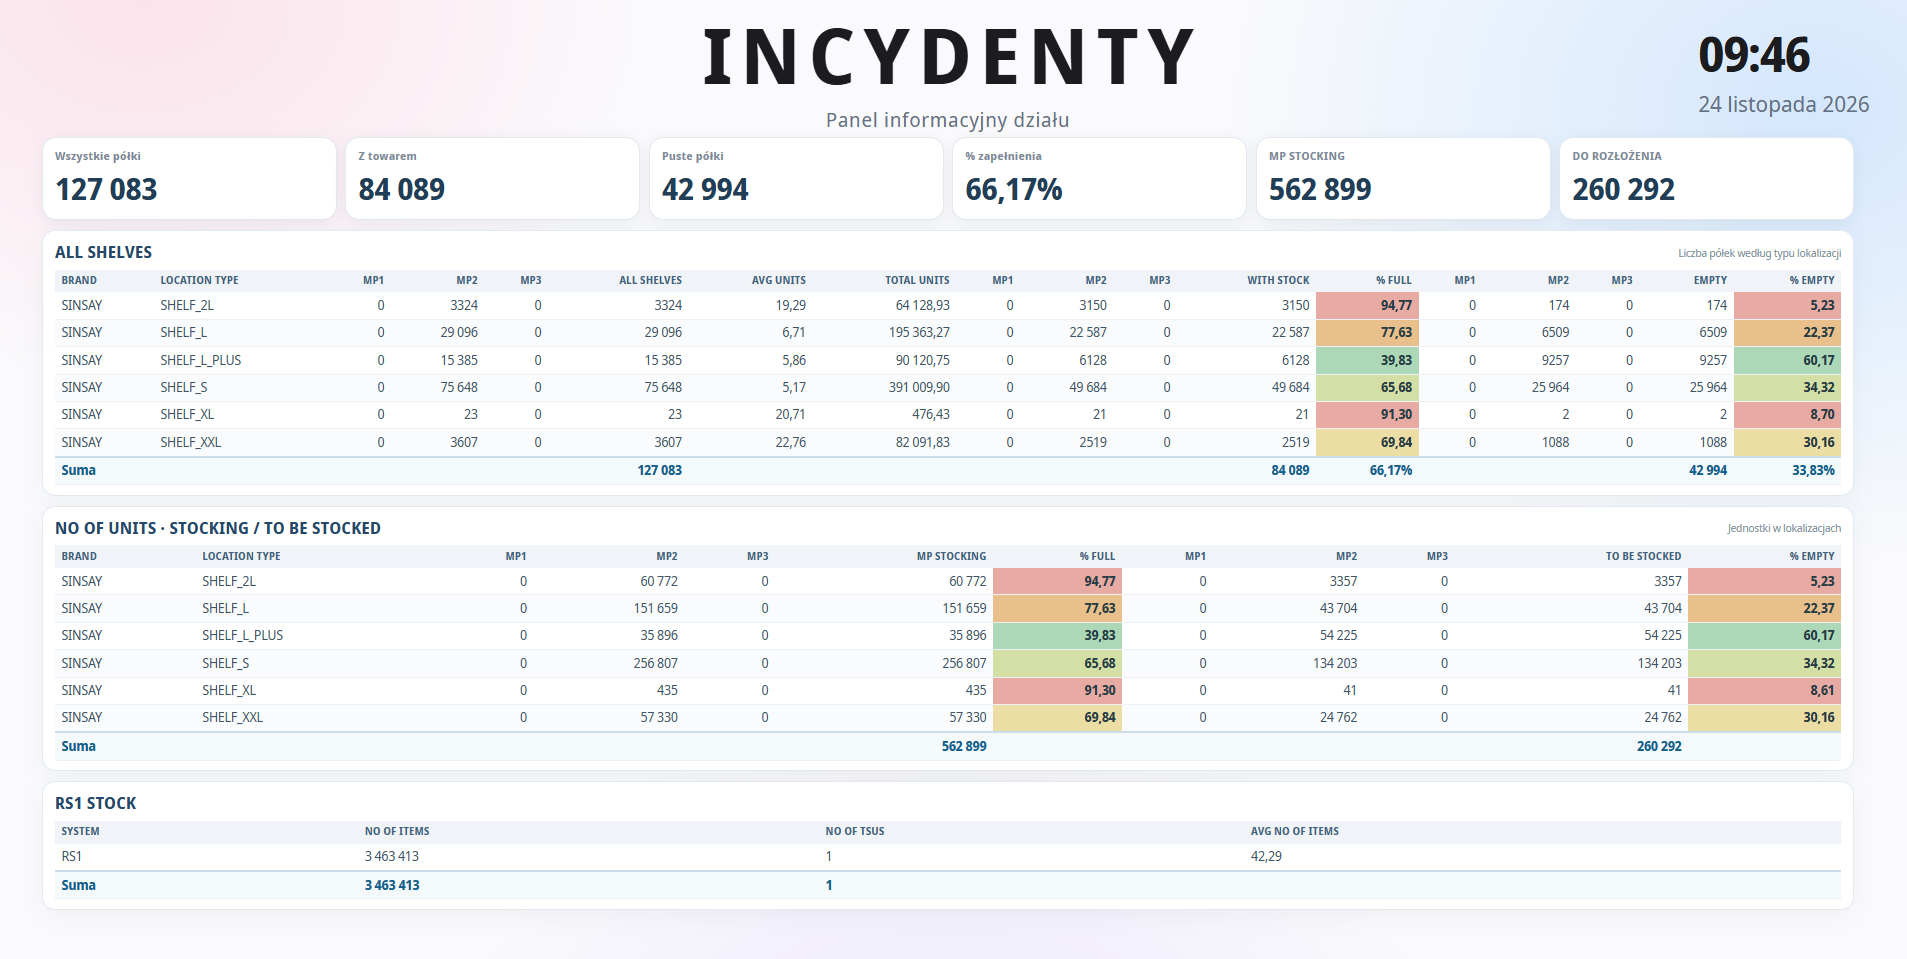 INCYDENTY
Panel informacyjny działu
09:46
24 listopada 2026
Wszystkie półki
127 083
Z towarem
84 089
Puste półki
42 994
% zapełnienia
66,17%
MP STOCKING
562 899
DO ROZŁOŻENIA
260 292
ALL SHELVES
Liczba półek według typu lokalizacji
BRAND LOCATION TYPE MP1 MP2 MP3 ALL SHELVES AVG UNITS TOTAL UNITS MP1 MP2 MP3 WITH STOCK % FULL MP1 MP2 MP3 EMPTY % EMPTY
SINSAY SHELF_2L 0 3324 0 3324 19,29 64 128,93 0 3150 0 3150 94,77 0 174 0 174 5,23
SINSAY SHELF_L 0 29 096 0 29 096 6,71 195 363,27 0 22 587 0 22 587 77,63 0 6509 0 6509 22,37
SINSAY SHELF_L_PLUS 0 15 385 0 15 385 5,86 90 120,75 0 6128 0 6128 39,83 0 9257 0 9257 60,17
SINSAY SHELF_S 0 75 648 0 75 648 5,17 391 009,90 0 49 684 0 49 684 65,68 0 25 964 0 25 964 34,32
SINSAY SHELF_XL 0 23 0 23 20,71 476,43 0 21 0 21 91,30 0 2 0 2 8,70
SINSAY SHELF_XXL 0 3607 0 3607 22,76 82 091,83 0 2519 0 2519 69,84 0 1088 0 1088 30,16
Suma 127 083 84 089 66,17% 42 994 33,83%
NO OF UNITS · STOCKING / TO BE STOCKED
Jednostki w lokalizacjach
BRAND LOCATION TYPE MP1 MP2 MP3 MP STOCKING % FULL MP1 MP2 MP3 TO BE STOCKED % EMPTY
SINSAY SHELF_2L 0 60 772 0 60 772 94,77 0 3357 0 3357 5,23
SINSAY SHELF_L 0 151 659 0 151 659 77,63 0 43 704 0 43 704 22,37
SINSAY SHELF_L_PLUS 0 35 896 0 35 896 39,83 0 54 225 0 54 225 60,17
SINSAY SHELF_S 0 256 807 0 256 807 65,68 0 134 203 0 134 203 34,32
SINSAY SHELF_XL 0 435 0 435 91,30 0 41 0 41 8,61
SINSAY SHELF_XXL 0 57 330 0 57 330 69,84 0 24 762 0 24 762 30,16
Suma 562 899 260 292
RS1 STOCK
SYSTEM NO OF ITEMS NO OF TSUS AVG NO OF ITEMS
RS1 3 463 413 1 42,29
Suma 3 463 413 1